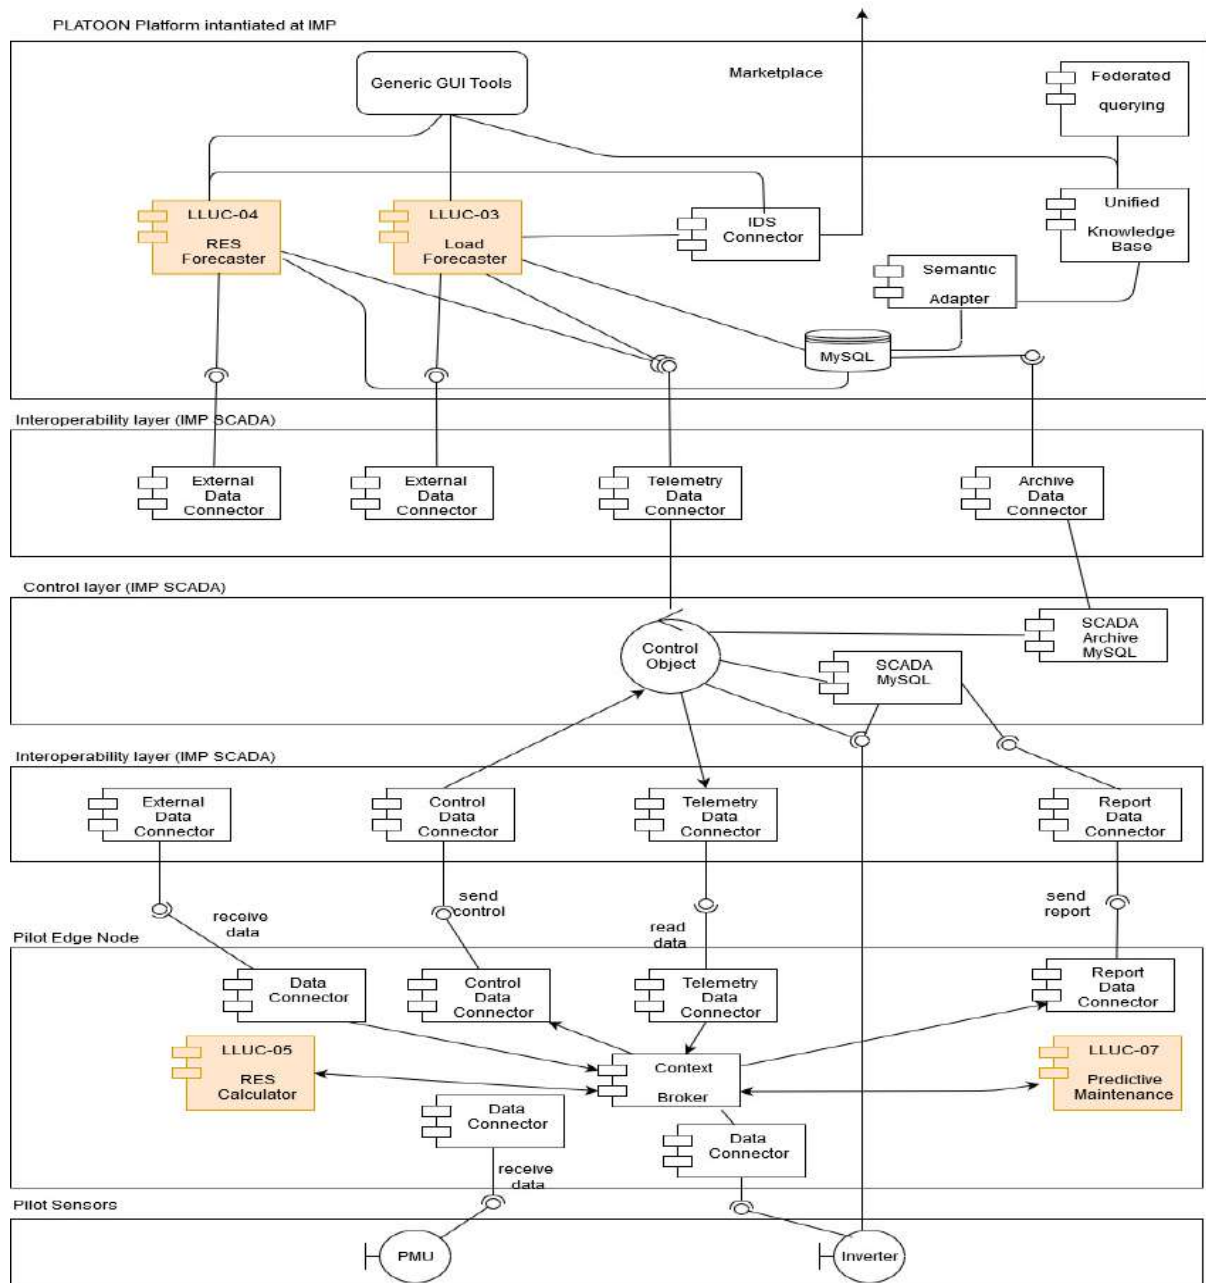 PLATOON Platform intantiated at IMP
Generic GUI Tools
Marketplace
Federated
querying
LLUC-04
RES
Forecaster
LLUC-03
Load
Forecaster
IDS
Connector
Unified
Knowledge
Base
Semantic
Adapter
MySQL
Interoperability layer (IMP SCADA)
External
Data
Connector
External
Data
Connector
Telemetry
Data
Connector
Archive
Data
Connector
Control layer (IMP SCADA)
Control
Object
SCADA
Archive
MySQL
SCADA
MySQL
Interoperability layer (IMP SCADA)
External
Data
Connector
Control
Data
Connector
Telemetry
Data
Connector
Report
Data
Connector
receive
data
send
control
read
data
send
report
Pilot Edge Node
Data
Connector
Control
Data
Connector
Telemetry
Data
Connector
Report
Data
Connector
LLUC-05
RES
Calculator
Context
Broker
LLUC-07
Predictive
Maintenance
Data
Connector
Data
Connector
receive
data
Pilot Sensors
PMU
Inverter